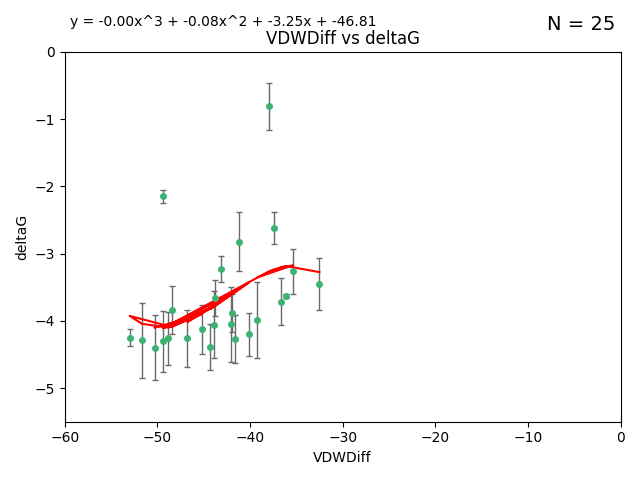 y = -0.00x^3 + -0.08x^2 + -3.25x + -46.81
N = 25
VDWDiff vs deltaG
0
−1
−2
−3
−4
−5
deltaG
−60 −50 −40 −30 −20 −10 0
VDWDiff